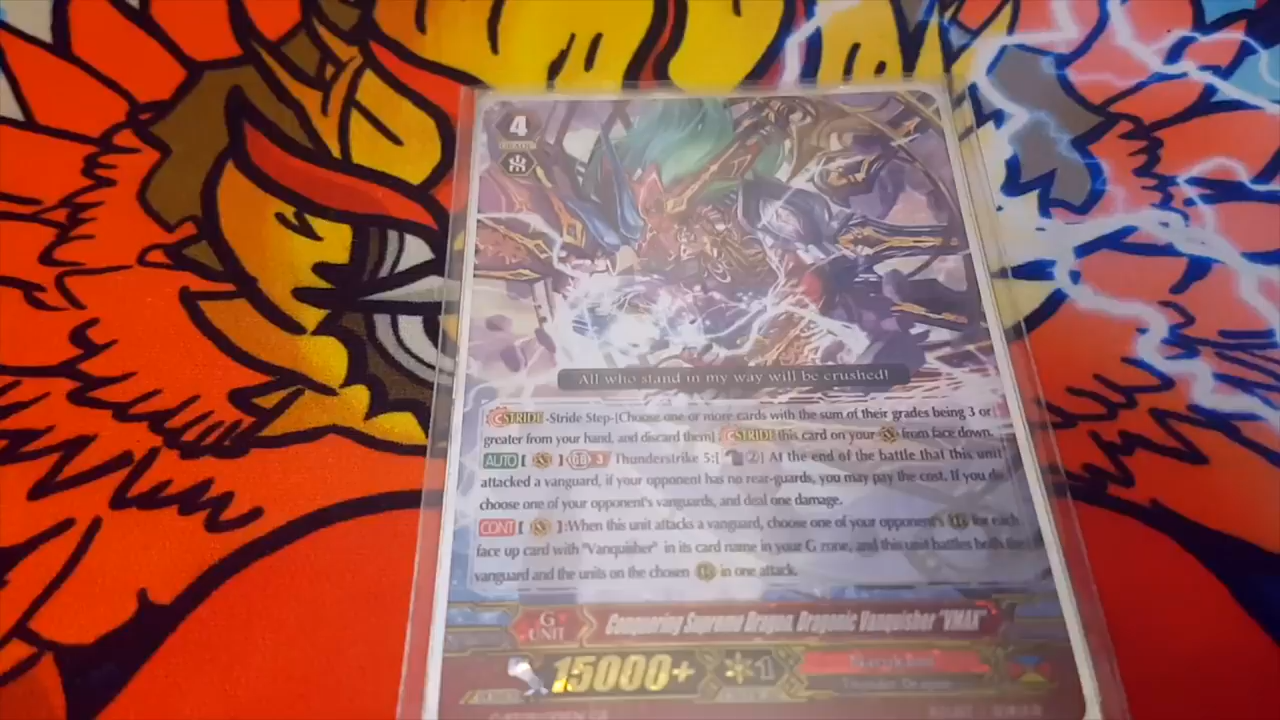 4
GRADE
All who stand in my way will be crushed!
STRIDE -Stride Step-[Choose one or more cards with the sum of their grades being 3 or
greater from your hand, and discard them] STRIDE this card on your from face down.
AUTO [ ] GB 3 Thunderstrike 5:[ ②] At the end of the battle that this unit
attacked a vanguard, if your opponent has no rear-guards, you may pay the cost. If you do,
choose one of your opponent's vanguards, and deal one damage.
CONT [ ]:When this unit attacks a vanguard, choose one of your opponent's for each
face up card with "Vanquisher" in its card name in your G zone, and this unit battles both the
vanguard and the units on the chosen in one attack.
G
UNIT
Conquering Supreme Dragon, Dragonic Vanquisher "VMAX"
15000+
1